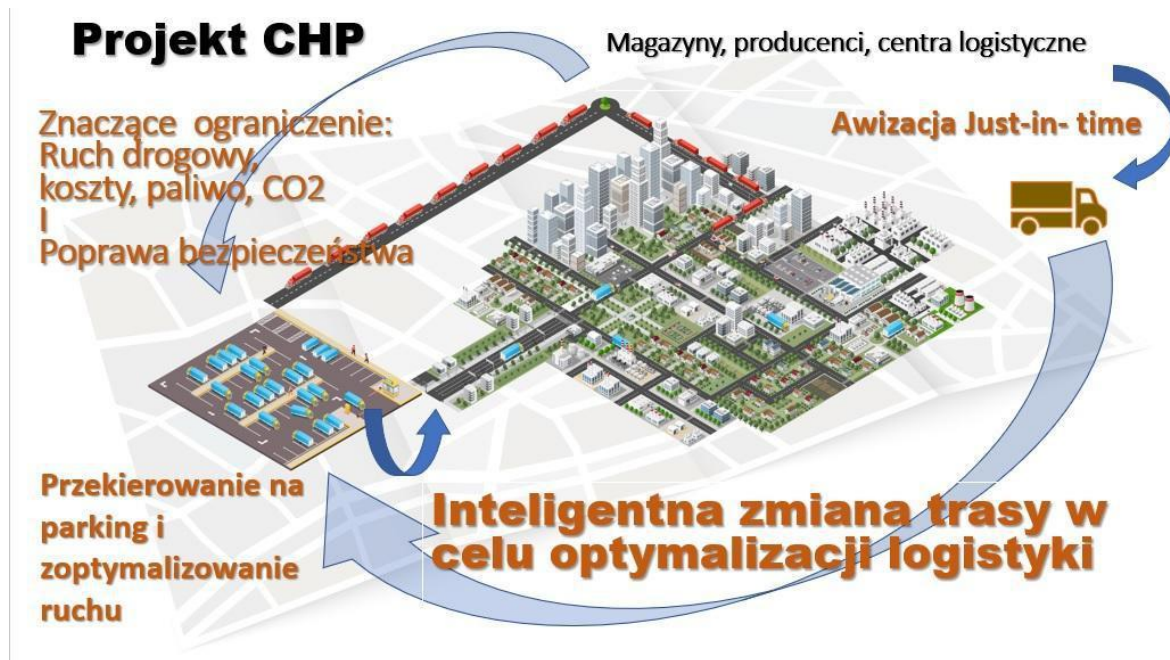 Projekt CHP
Magazyny, producenci, centra logistyczne
Znaczące ograniczenie:
Ruch drogowy,
koszty, paliwo, CO2
I
Poprawa bezpieczeństwa
Awizacja Just-in- time
Przekierowanie na
parking i
zoptymalizowanie
ruchu
Inteligentna zmiana trasy w
celu optymalizacji logistyki